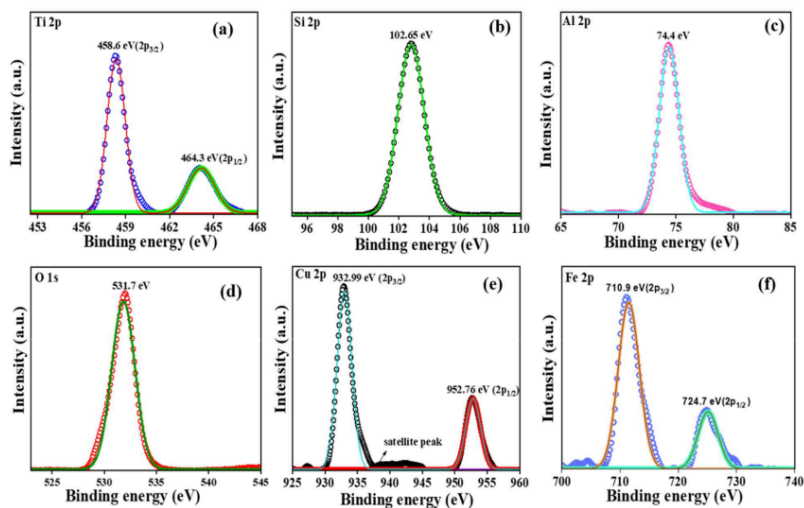 Ti 2p
(a)
458.6 eV(2p3/2)
464.3 eV(2p1/2)
Intensity (a.u.)
453 456 459 462 465 468
Binding energy (eV)
Si 2p
(b)
102.65 eV
Intensity (a.u.)
96 98 100 102 104 106 108 110
Binding energy (eV)
Al 2p
(c)
74.4 eV
Intensity (a.u.)
65 70 75 80 85
Binding energy (eV)
O 1s
(d)
531.7 eV
Intensity (a.u.)
525 530 535 540 545
Binding energy (eV)
Cu 2p
(e)
932.99 eV (2p3/2)
952.76 eV (2p1/2)
satellite peak
Intensity (a.u.)
925 930 935 940 945 950 955 960
Binding energy (eV)
Fe 2p
(f)
710.9 eV(2p3/2)
724.7 eV(2p1/2)
Intensity (a.u.)
700 710 720 730 740
Binding energy (eV)